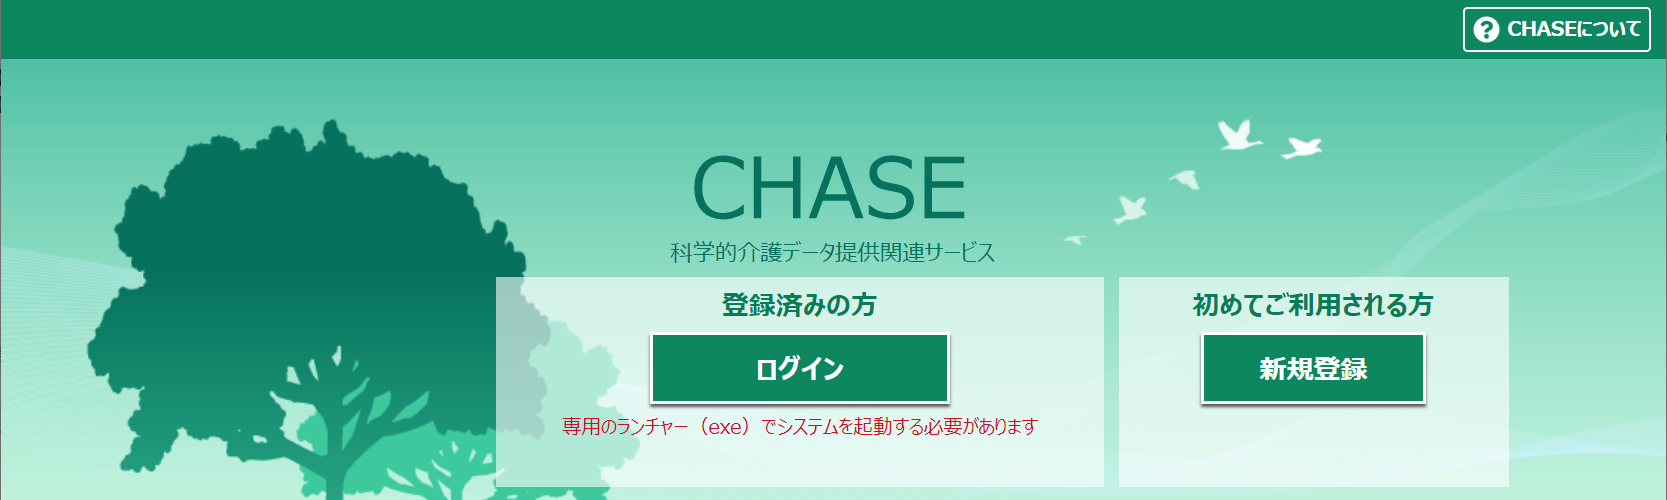 CHASEについて
CHASE
科学的介護データ提供関連サービス
登録済みの方
ログイン
専用のランチャー（exe）でシステムを起動する必要があります
初めてご利用される方
新規登録